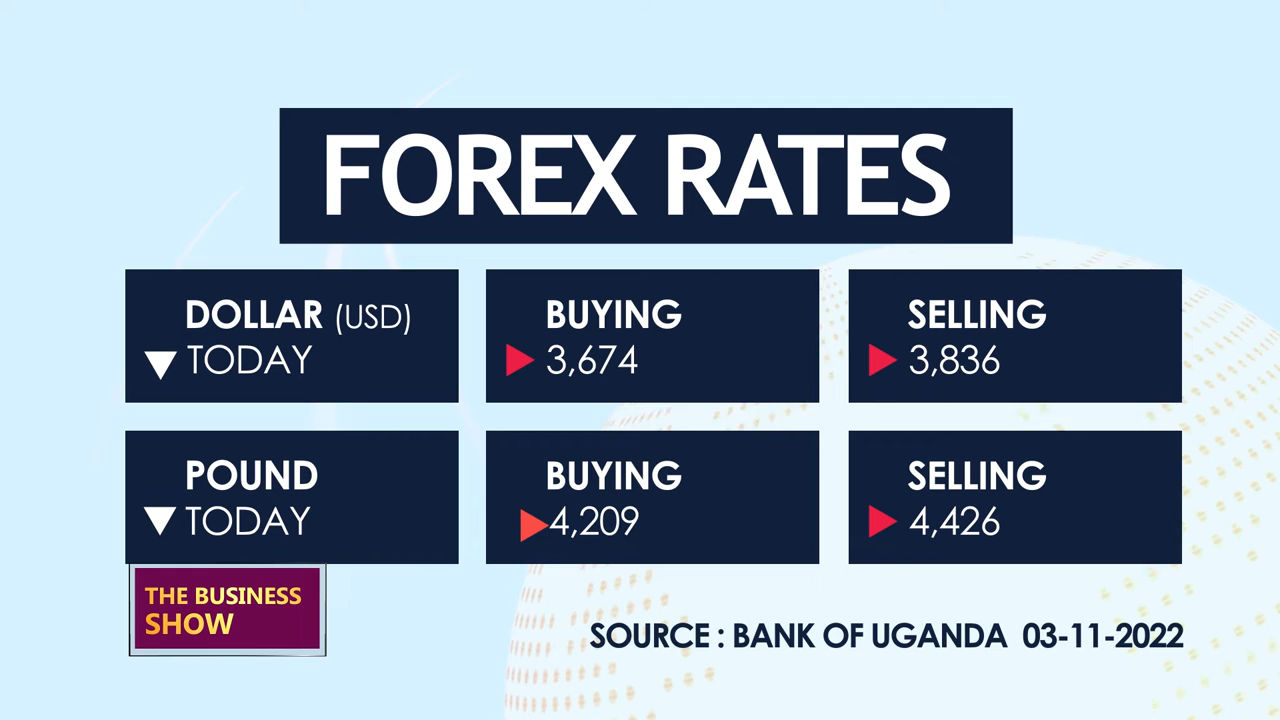 FOREX RATES
DOLLAR (USD)
TODAY
BUYING
3,674
SELLING
3,836
POUND
TODAY
BUYING
4,209
SELLING
4,426
THE BUSINESS
SHOW
SOURCE : BANK OF UGANDA 03-11-2022